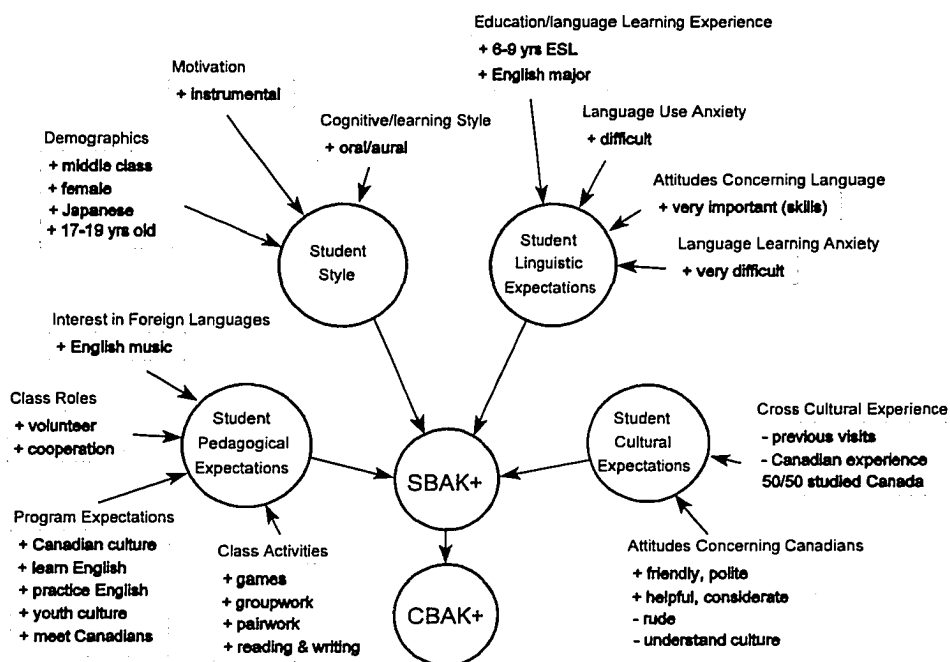 Education/language Learning Experience
+ 6-9 yrs ESL
+ English major
Motivation
+ instrumental
Cognitive/learning Style
+ oral/aural
Language Use Anxiety
+ difficult
Demographics
+ middle class
+ female
+ Japanese
+ 17-19 yrs old
Attitudes Concerning Language
+ very important (skills)
Language Learning Anxiety
+ very difficult
Student
Style
Student
Linguistic
Expectations
Interest in Foreign Languages
+ English music
Class Roles
+ volunteer
+ cooperation
Student
Pedagogical
Expectations
SBAK+
Student
Cultural
Expectations
Cross Cultural Experience
- previous visits
- Canadian experience
50/50 studied Canada
Program Expectations
+ Canadian culture
+ learn English
+ practice English
+ youth culture
+ meet Canadians
Class Activities
+ games
+ groupwork
+ pairwork
+ reading & writing
CBAK+
Attitudes Concerning Canadians
+ friendly, polite
+ helpful, considerate
- rude
- understand culture